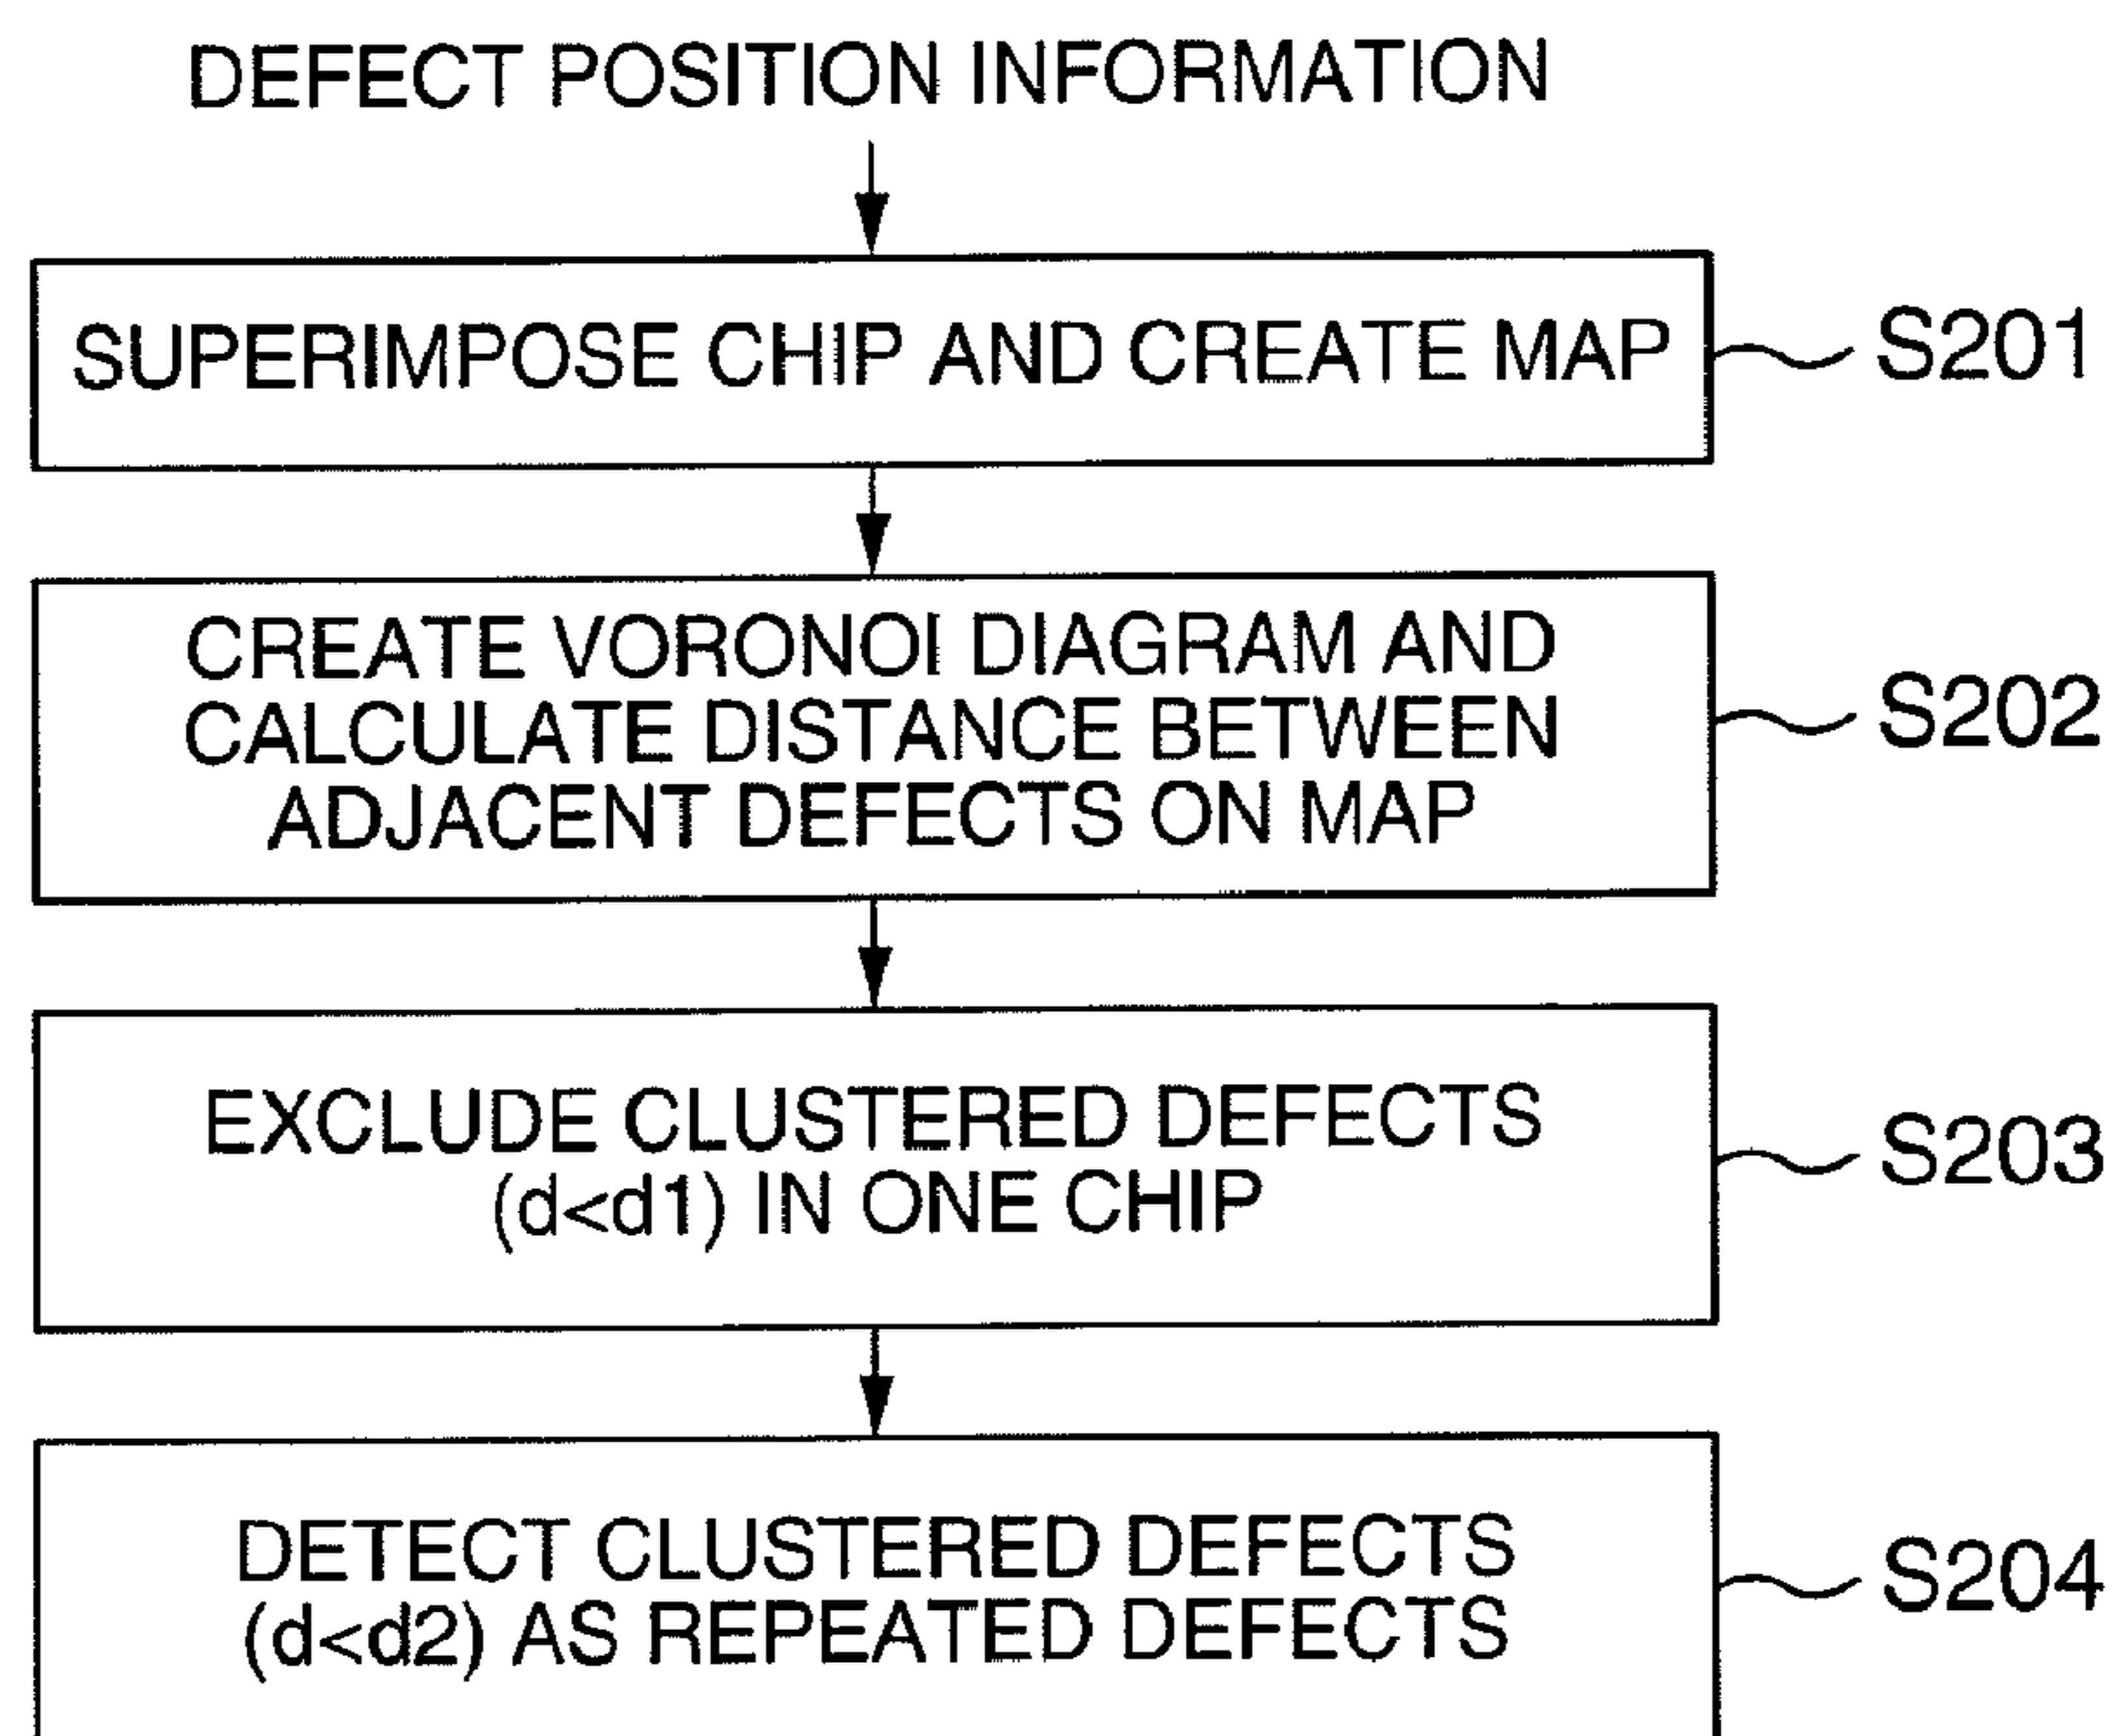 DEFECT POSITION INFORMATION
SUPERIMPOSE CHIP AND CREATE MAP
S201
CREATE VORONOI DIAGRAM AND
CALCULATE DISTANCE BETWEEN
ADJACENT DEFECTS ON MAP
S202
EXCLUDE CLUSTERED DEFECTS
(d<d1) IN ONE CHIP
S203
DETECT CLUSTERED DEFECTS
(d<d2) AS REPEATED DEFECTS
S204